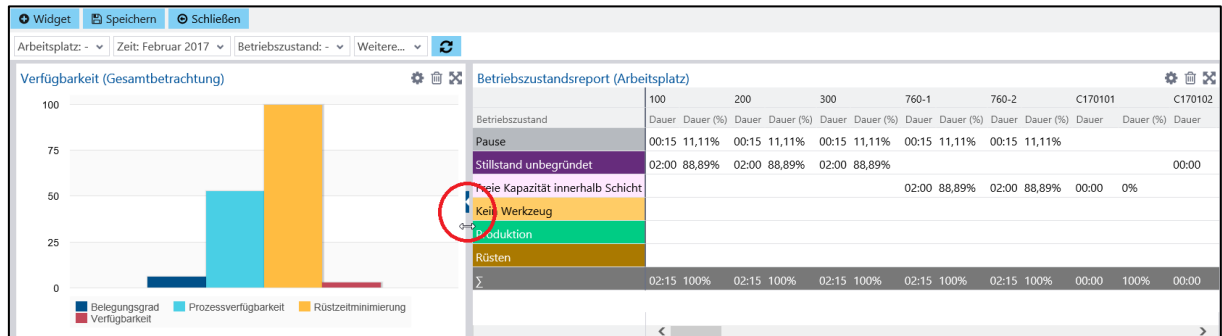 Widget Speichern Schließen
Arbeitsplatz: - Zeit: Februar 2017 Betriebszustand: - Weitere...
Verfügbarkeit (Gesamtbetrachtung)
100
75
50
25
0
Belegungsgrad Prozessverfügbarkeit Rüstzeitminimierung
Verfügbarkeit
Betriebszustandsreport (Arbeitsplatz)
100 200 300 760-1 760-2 C170101 C170102
Betriebszustand Dauer Dauer (%) Dauer Dauer (%) Dauer Dauer (%) Dauer Dauer (%) Dauer Dauer (%) Dauer Dauer (%) Dauer
Pause 00:15 11,11% 00:15 11,11% 00:15 11,11% 00:15 11,11% 00:15 11,11%
Stillstand unbegründet 02:00 88,89% 02:00 88,89% 02:00 88,89% 00:00
Freie Kapazität innerhalb Schicht 02:00 88,89% 02:00 88,89% 00:00 0%
Kein Werkzeug
Produktion
Rüsten
∑ 02:15 100% 02:15 100% 02:15 100% 02:15 100% 02:15 100% 00:00 100% 00:00